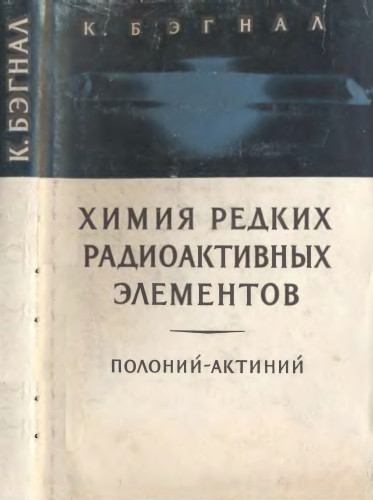 К. БЭГНАЛ
К. БЭГНАЛ
ХИМИЯ РЕДКИХ
РАДИОАКТИВНЫХ
ЭЛЕМЕНТОВ
ПОЛОНИЙ-АКТИНИЙ